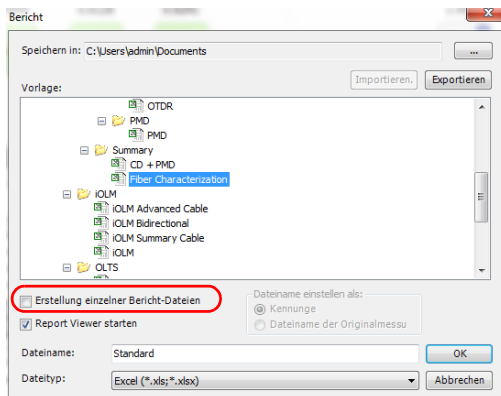 Bericht
Speichern in: C:\Users\admin\Documents
...
Importieren.
Exportieren
Vorlage:
OTDR
PMD
PMD
Summary
CD + PMD
Fiber Characterization
iOLM
iOLM Advanced Cable
iOLM Bidirectional
iOLM Summary Cable
iOLM
OLTS
Erstellung einzelner Bericht-Dateien
Dateiname einstellen als:
Kennunge
Report Viewer starten
Dateiname der Originalmessu
Dateiname: Standard
OK
Dateityp: Excel (*.xls;*.xlsx)
Abbrechen